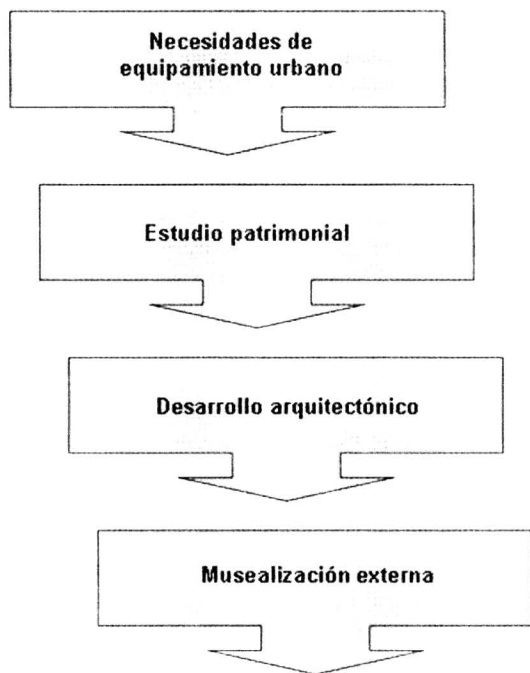 Necesidades de
equipamiento urbano
Estudio patrimonial
Desarrollo arquitectónico
Musealización externa